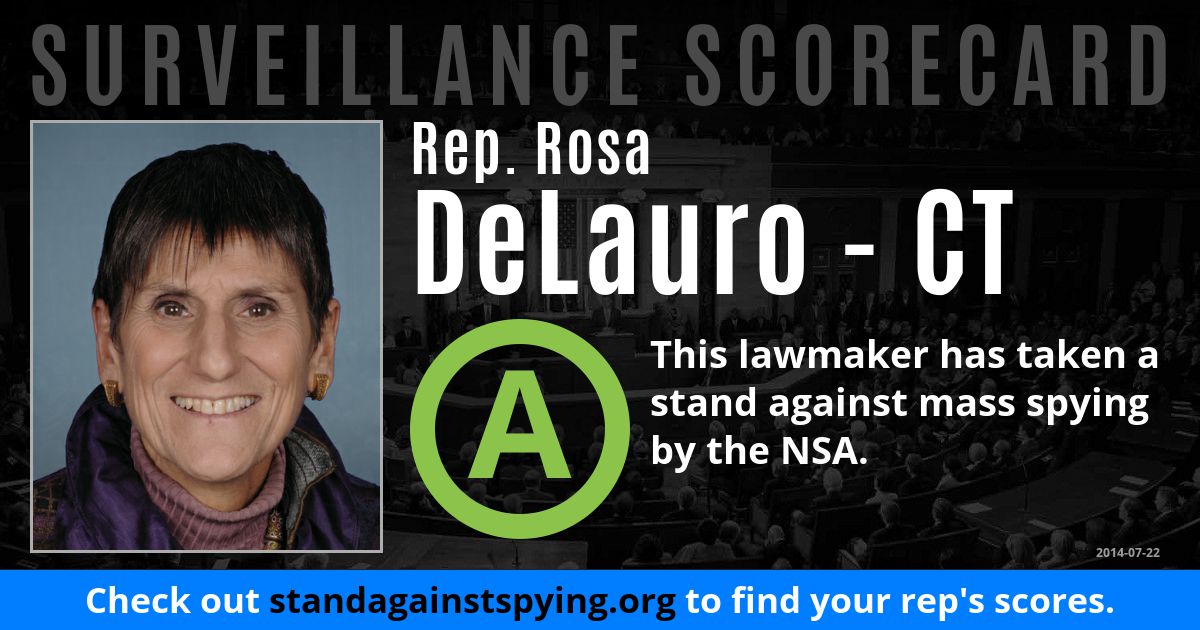 SURVEILLANCE SCORECARD
Rep. Rosa
DeLauro - CT
A
This lawmaker has taken a
stand against mass spying
by the NSA.
2014-07-22
Check out standagainstspying.org to find your rep's scores.